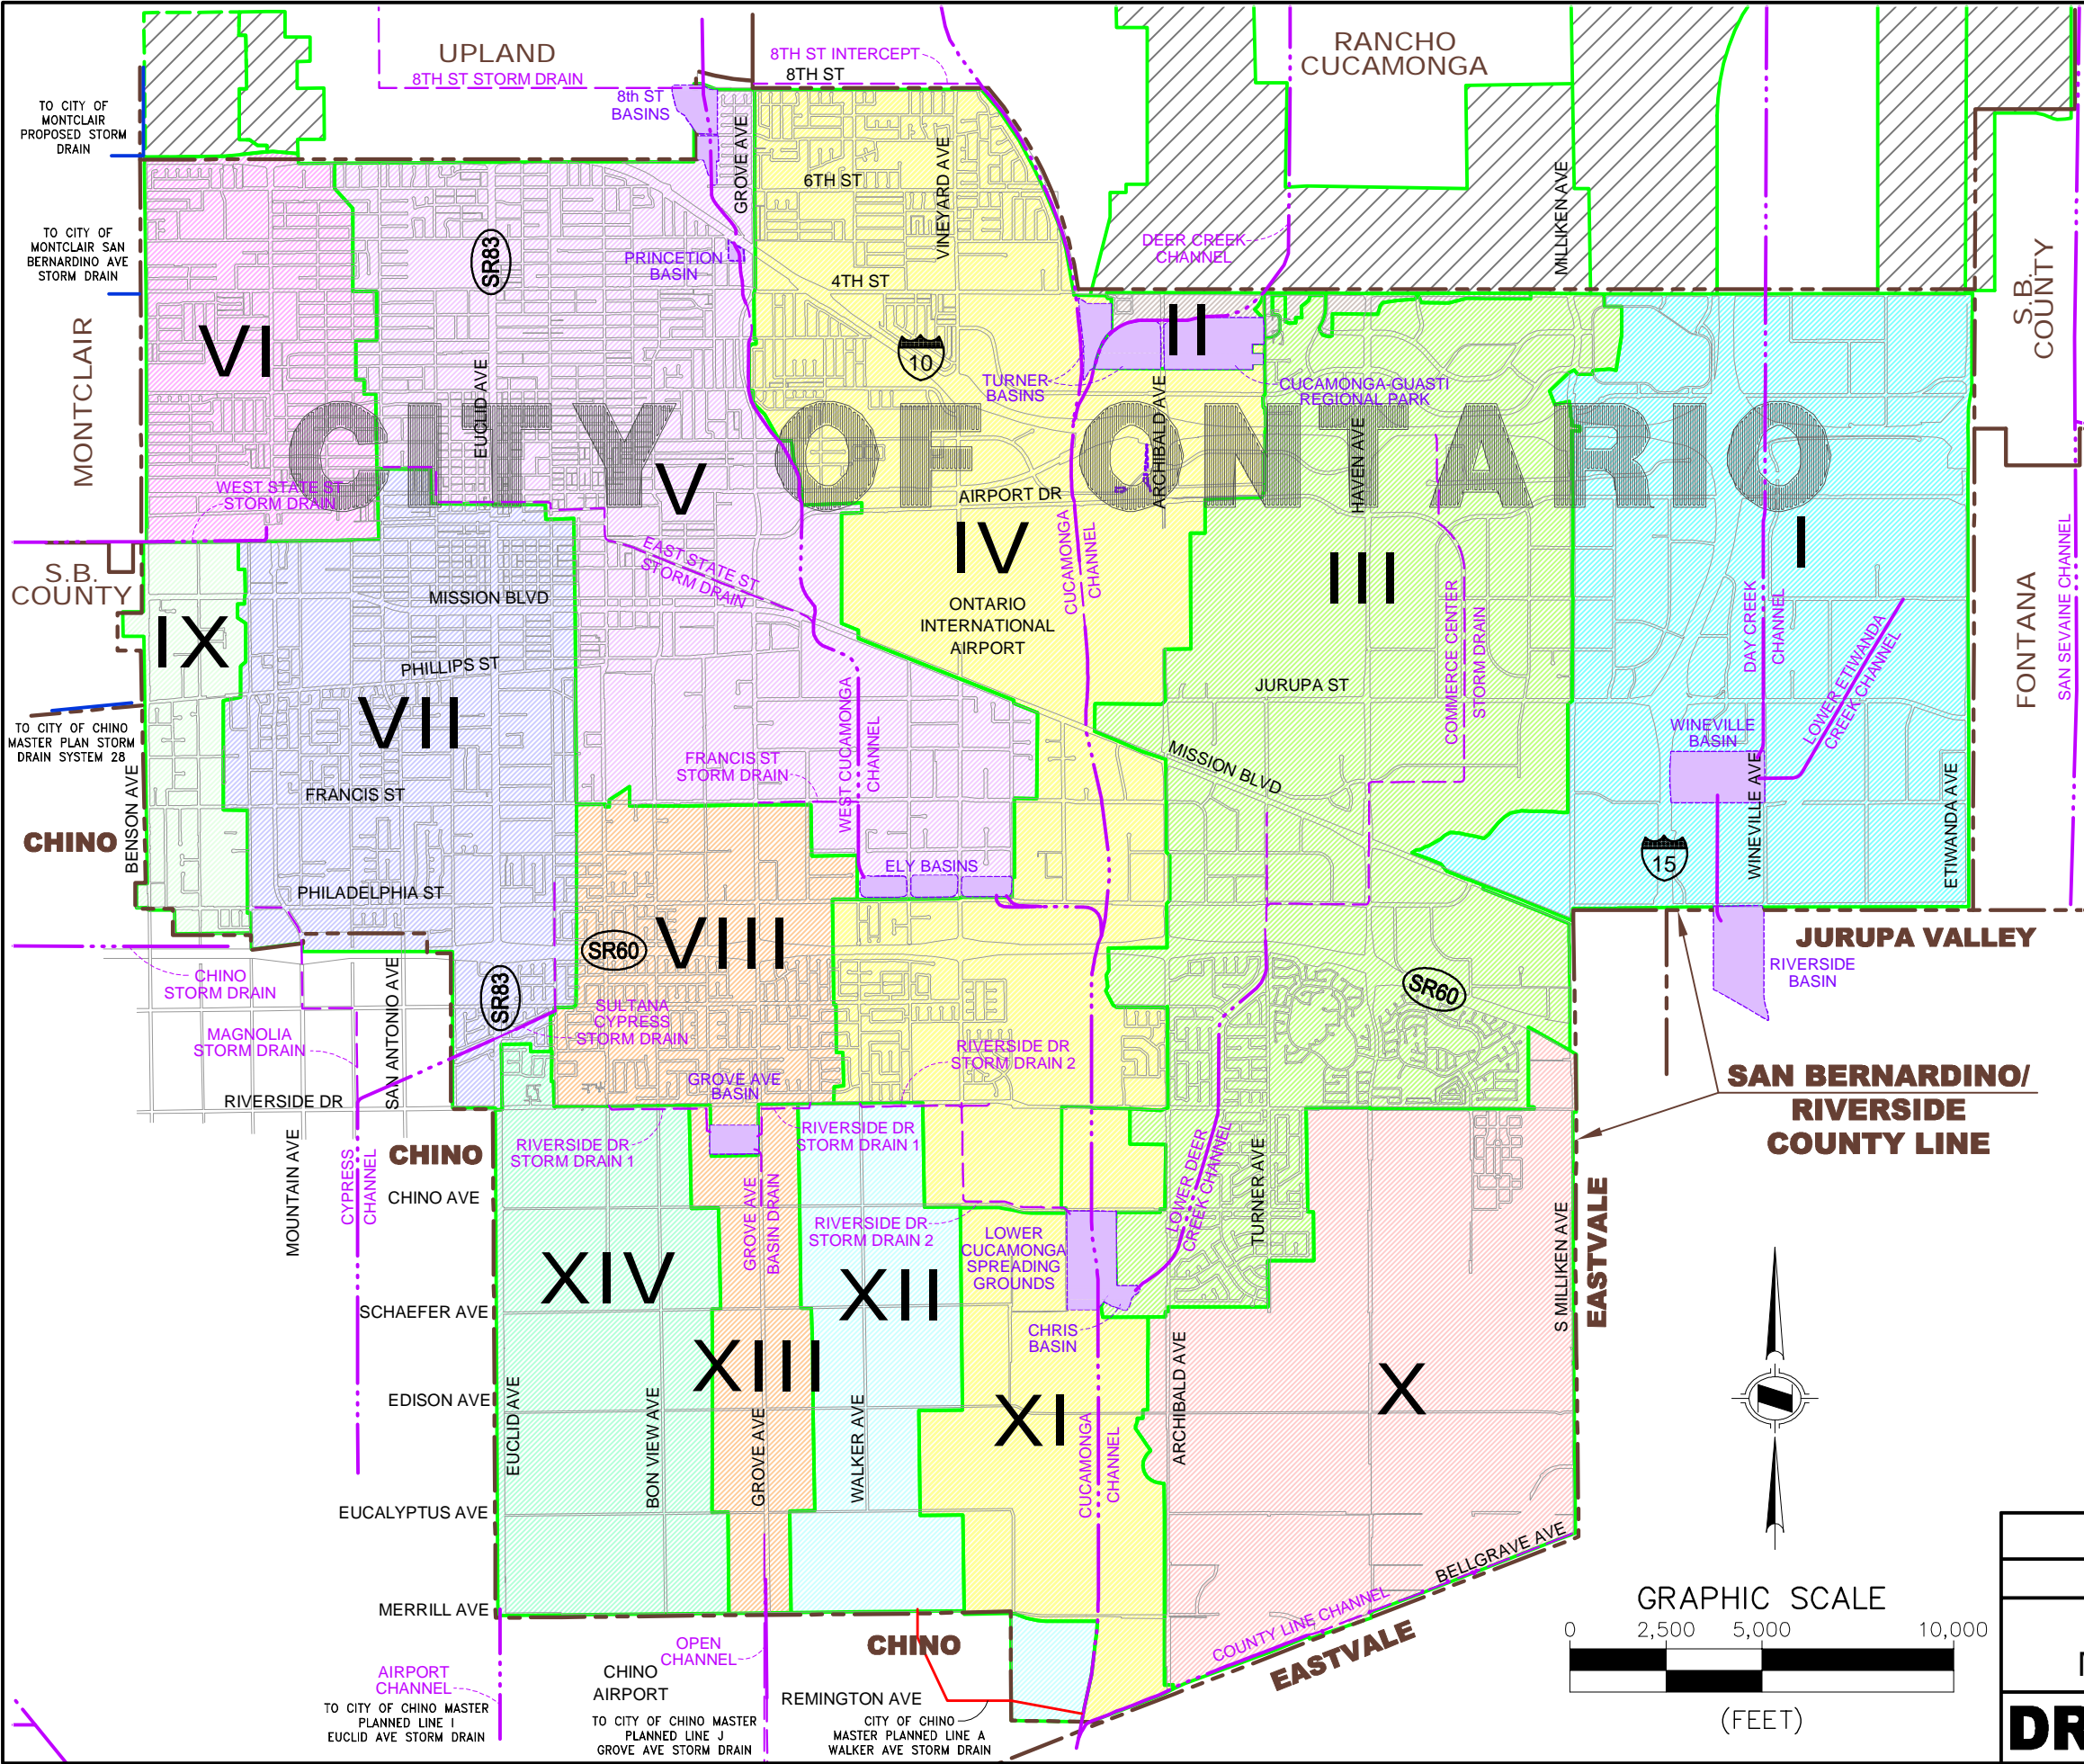 UPLAND
8TH ST STORM DRAIN
8TH ST INTERCEPT
8TH ST
RANCHO
CUCAMONGA
TO CITY OF
MONTCLAIR
PROPOSED STORM
DRAIN
8th ST
BASINS
GROVE AVE
VINEYARD AVE
6TH ST
MILLIKEN AVE
TO CITY OF
MONTCLAIR SAN
BERNARDINO AVE
STORM DRAIN
SR83
PRINCETION
BASIN
4TH ST
DEER CREEK
CHANNEL
S.B.
COUNTY
MONTCLAIR
VI
10
II
EUCLID AVE
TURNER
BASINS
ARCHIBALD AVE
CUCAMONGA-GUASTI
REGIONAL PARK
CITY OF ONTARIO
WEST STATE ST
STORM DRAIN
V
AIRPORT DR
HAVEN AVE
IV
III
I
S.B.
COUNTY
EAST STATE ST
STORM DRAIN
CUCAMONGA
CHANNEL
MISSION BLVD
ONTARIO
INTERNATIONAL
AIRPORT
COMMERCE CENTER
STORM DRAIN
DAY CREEK
CHANNEL
LOWER ETIWANDA
CREEK CHANNEL
FONTANA
SAN SEVAINE CHANNEL
IX
PHILLIPS ST
VII
JURUPA ST
TO CITY OF CHINO
MASTER PLAN STORM
DRAIN SYSTEM 28
WEST CUCAMONGA
CHANNEL
WINEVILLE
BASIN
BENSON AVE
FRANCIS ST
STORM DRAIN
MISSION BLVD
FRANCIS ST
CHINO
ELY BASINS
15
WINEVILLE AVE
ETIWANDA AVE
PHILADELPHIA ST
VIII
SR60
JURUPA VALLEY
RIVERSIDE
BASIN
CHINO
STORM DRAIN
SAN ANTONIO AVE
SR83
SR60
MAGNOLIA
STORM DRAIN
SULTANA
CYPRESS
STORM DRAIN
RIVERSIDE DR
STORM DRAIN 2
GROVE AVE
BASIN
SAN BERNARDINO/
RIVERSIDE
COUNTY LINE
RIVERSIDE DR
MOUNTAIN AVE
CHINO
RIVERSIDE DR
STORM DRAIN 1
RIVERSIDE DR
STORM DRAIN 1
CYPRESS
CHANNEL
LOWER DEER
CREEK CHANNEL
TURNER AVE
CHINO AVE
GROVE AVE
BASIN DRAIN
RIVERSIDE DR
STORM DRAIN 2
LOWER
CUCAMONGA
SPREADING
GROUNDS
S MILLIKEN AVE
EASTVALE
XIV
XII
SCHAEFER AVE
CHRIS
BASIN
XIII
X
ARCHIBALD AVE
EDISON AVE
EUCLID AVE
BON VIEW AVE
GROVE AVE
WALKER AVE
XI
CUCAMONGA
CHANNEL
EUCALYPTUS AVE
BELLGRAVE AVE
MERRILL AVE
COUNTY LINE CHANNEL
EASTVALE
GRAPHIC SCALE
0 2,500 5,000 10,000
(FEET)
OPEN
CHANNEL
CHINO
AIRPORT
CHANNEL
CHINO
AIRPORT
REMINGTON AVE
TO CITY OF CHINO MASTER
PLANNED LINE I
EUCLID AVE STORM DRAIN
TO CITY OF CHINO MASTER
PLANNED LINE J
GROVE AVE STORM DRAIN
CITY OF CHINO
MASTER PLANNED LINE A
WALKER AVE STORM DRAIN
DR